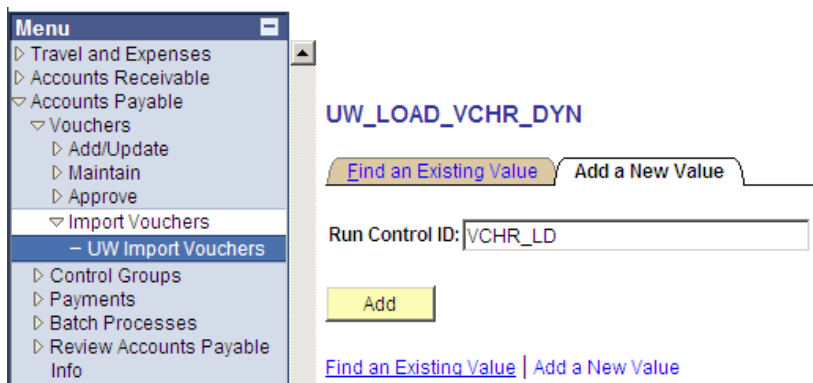 Menu
Travel and Expenses
Accounts Receivable
Accounts Payable
Vouchers
Add/Update
Maintain
Approve
Import Vouchers
– UW Import Vouchers
Control Groups
Payments
Batch Processes
Review Accounts Payable
Info
UW_LOAD_VCHR_DYN
Find an Existing Value Add a New Value
Run Control ID: VCHR_LD
Add
Find an Existing Value | Add a New Value